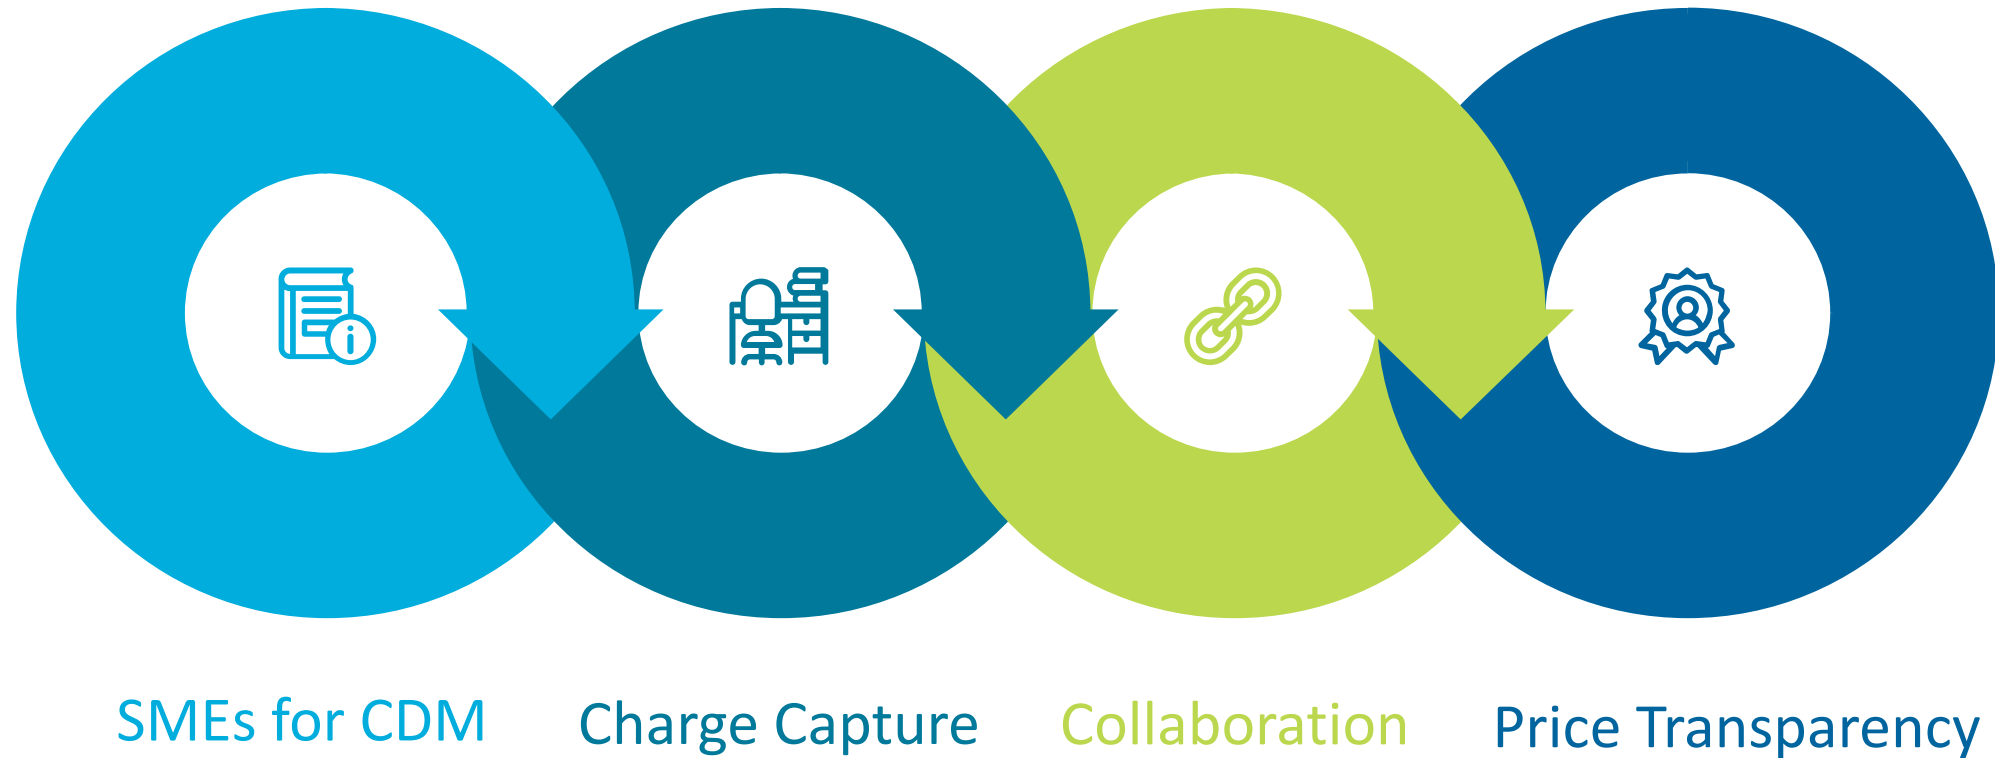 SMEs for CDM
Charge Capture
Collaboration
Price Transparency